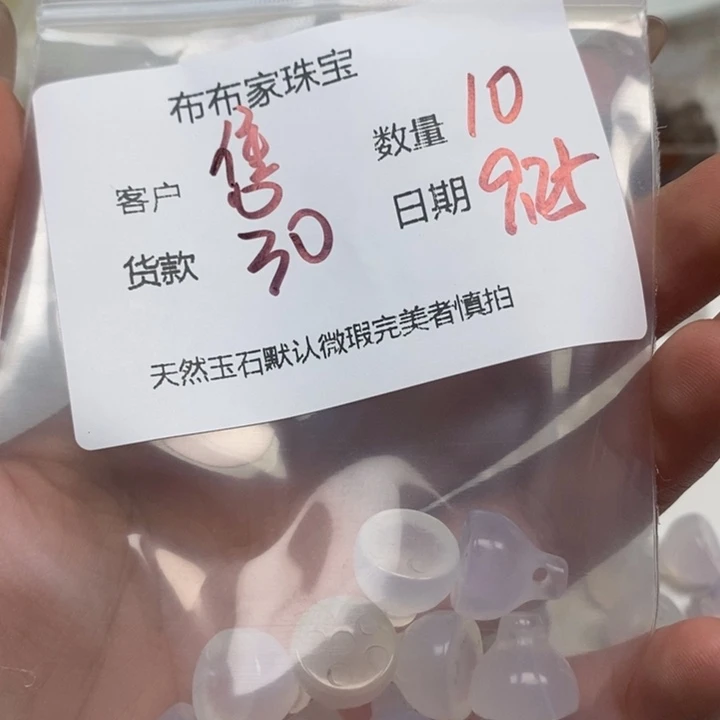 布布家珠宝
客户 售 数量 10
货款 30 日期
天然玉石默认微瑕完美者慎拍